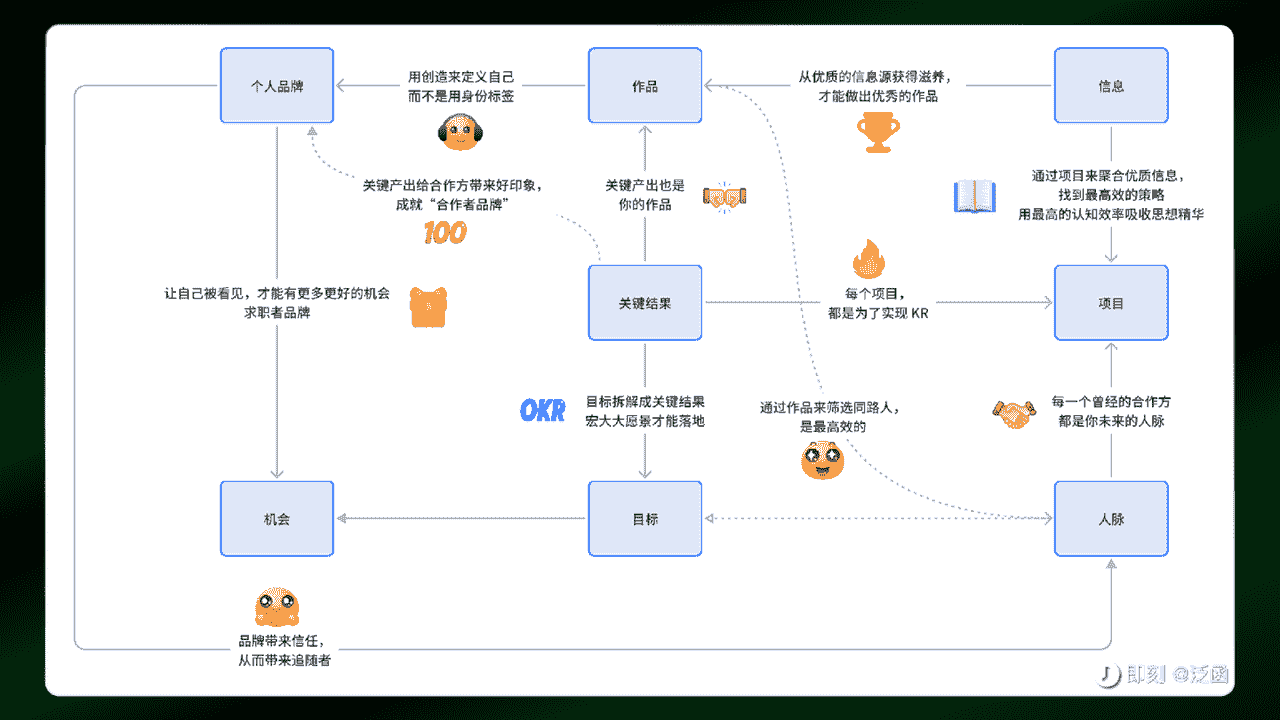 个人品牌
用创造来定义自己
而不是用身份标签
作品
从优质的信息源获得滋养，
才能做出优秀的作品
信息
关键产出给合作方带来好印象，
成就“合作者品牌”
100
关键产出也是
你的作品
通过项目来聚合优质信息，
找到最高效的策略
用最高的认知效率吸收思想精华
让自己被看见，才能有更多更好的机会
求职者品牌
关键结果
每个项目，
都是为了实现 KR
项目
OKR
目标拆解成关键结果
宏大大愿景才能落地
通过作品来筛选同路人，
是最高效的
每一个曾经的合作方
都是你未来的人脉
机会
目标
人脉
品牌带来信任，
从而带来追随者
即刻 @泛函